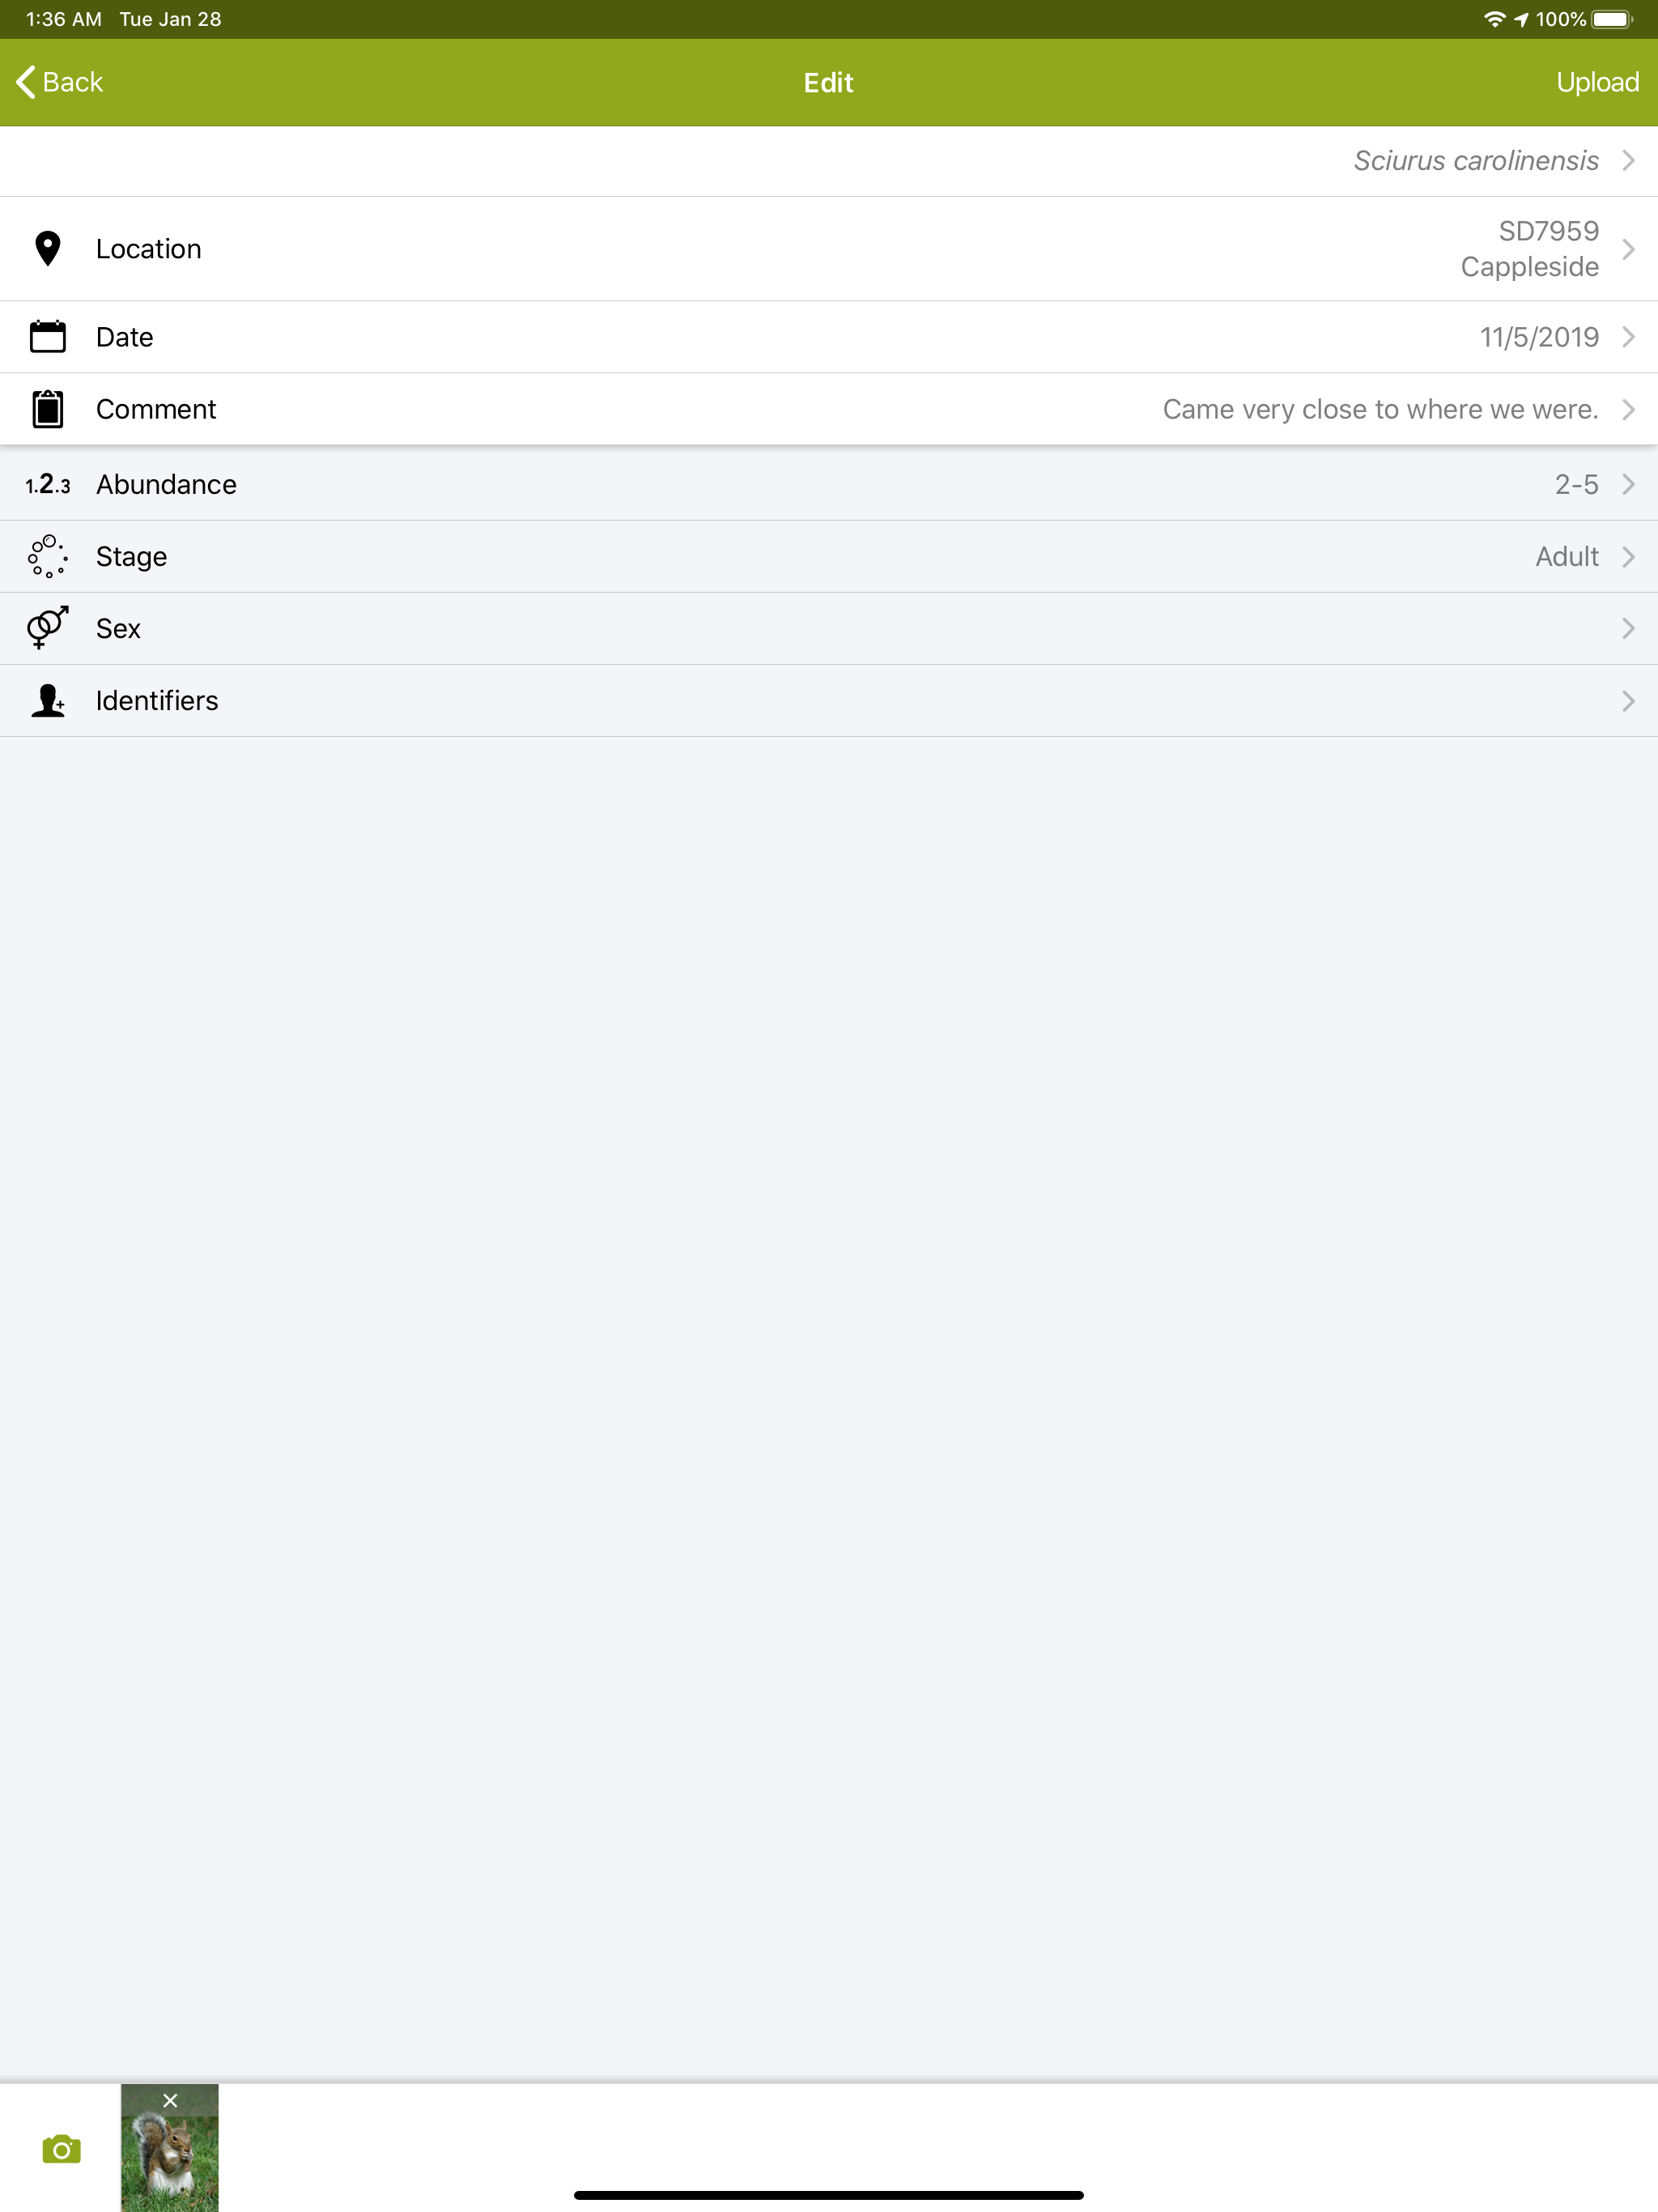 1:36 AM Tue Jan 28 100%
Back Edit Upload
Sciurus carolinensis
Location SD7959
Cappleside
Date 11/5/2019
Comment Came very close to where we were.
1.2.3 Abundance 2-5
Stage Adult
Sex
Identifiers